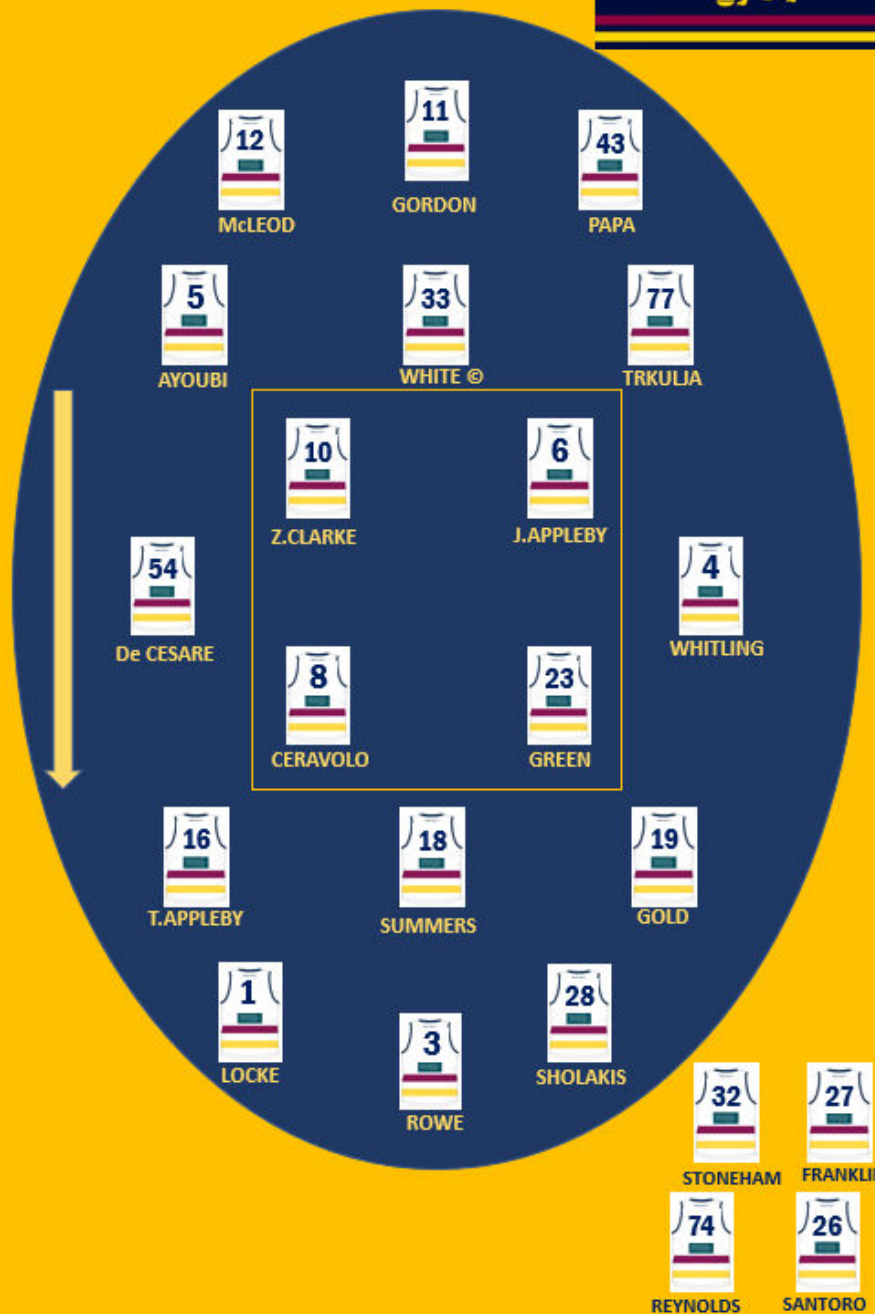 12
McLEOD
11
GORDON
43
PAPA
5
AYOUBI
33
WHITE ©
77
TRKULJA
10
Z.CLARKE
6
J.APPLEBY
54
De CESARE
4
WHITLING
8
CERAVOLO
23
GREEN
16
T.APPLEBY
18
SUMMERS
19
GOLD
1
LOCKE
3
ROWE
28
SHOLAKIS
32
STONEHAM
27
74
REYNOLDS
26
SANTORO